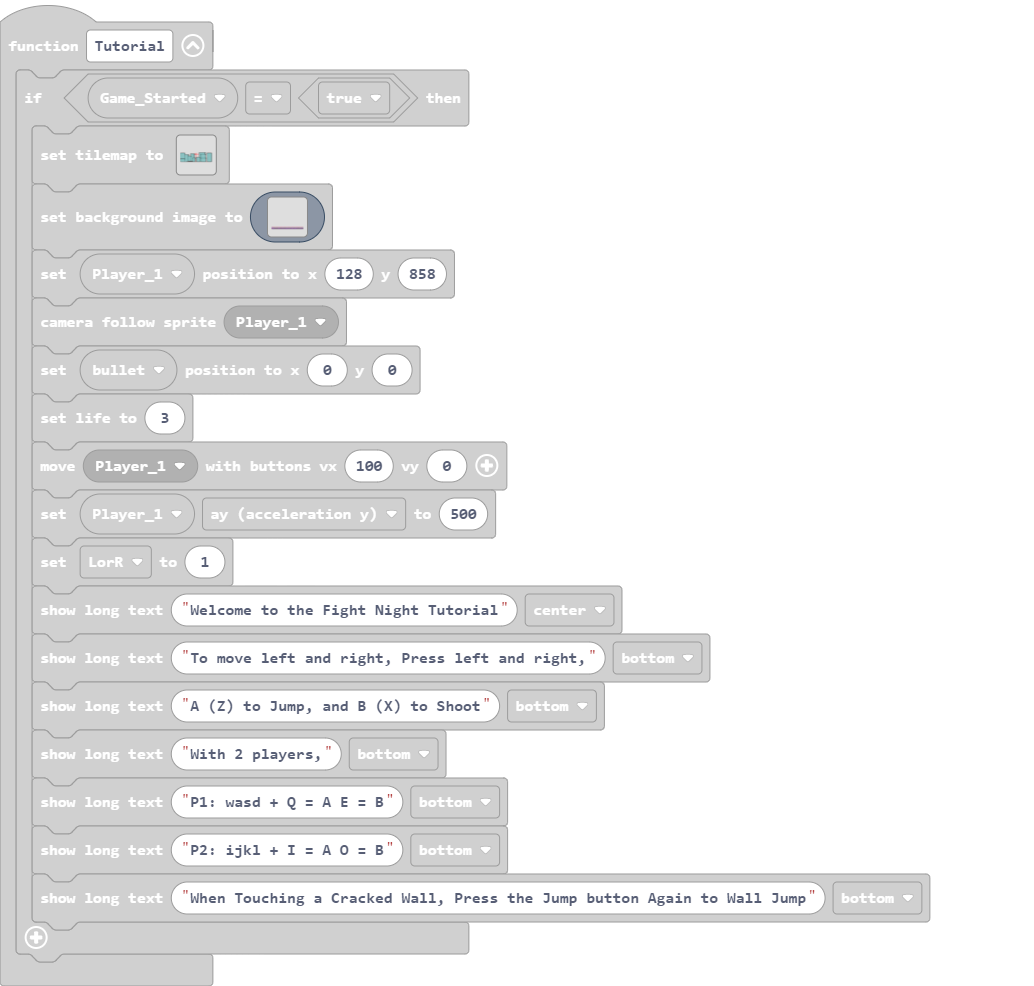 function Tutorial
if Game_Started = true then
set tilemap to
set background image to
set Player_1 position to x 128 y 858
camera follow sprite Player_1
set bullet position to x 0 y 0
set life to 3
move Player_1 with buttons vx 100 vy 0
set Player_1 ay (acceleration y) to 500
set LorR to 1
show long text "Welcome to the Fight Night Tutorial" center
show long text "To move left and right, Press left and right," bottom
show long text "A (Z) to Jump, and B (X) to Shoot" bottom
show long text "With 2 players," bottom
show long text "P1: wasd + Q = A E = B" bottom
show long text "P2: ijkl + I = A O = B" bottom
show long text "When Touching a Cracked Wall, Press the Jump button Again to Wall Jump" bottom